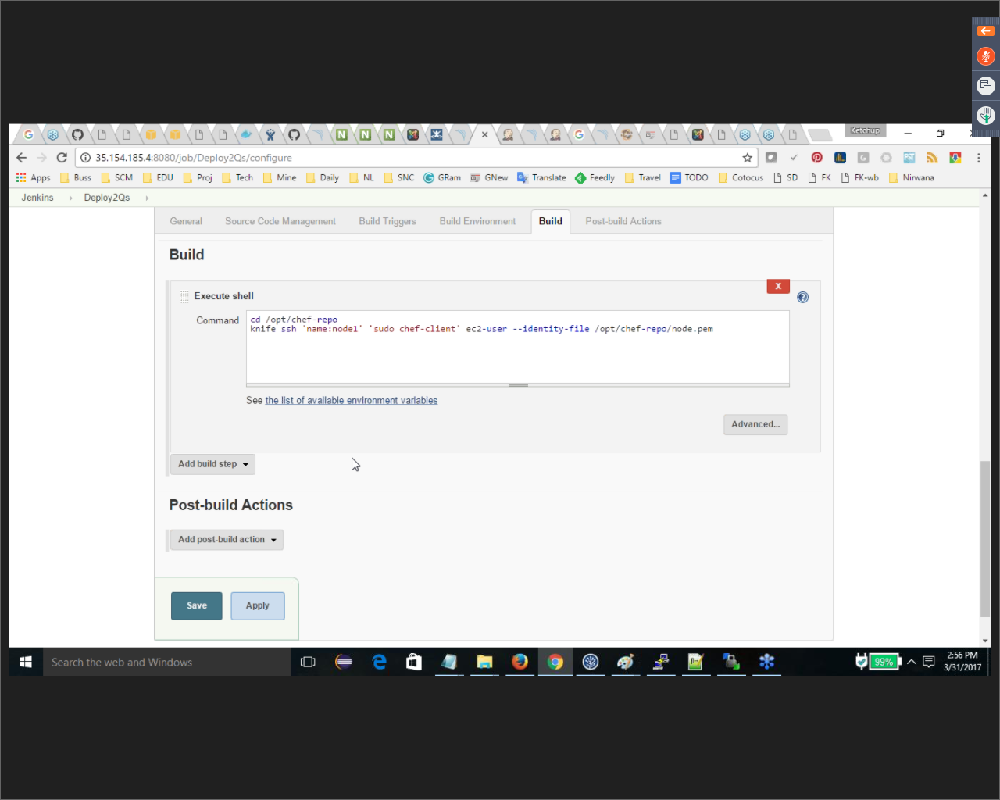 Ketchup
35.154.185.4:8080/job/Deploy2Qs/configure
Apps Buss SCM EDU Proj Tech Mine Daily NL SNC GRam GNew Translate Feedly Travel TODO Cotocus SD FK FK-wb Nirwana
Jenkins Deploy2Qs
General Source Code Management Build Triggers Build Environment Build Post-build Actions
Build
X
Execute shell
Command
cd /opt/chef-repo
knife ssh 'name:node1' 'sudo chef-client' ec2-user --identity-file /opt/chef-repo/node.pem
See the list of available environment variables
Advanced...
Add build step
Post-build Actions
Add post-build action
Save Apply
Search the web and Windows
99%
2:56 PM
3/31/2017